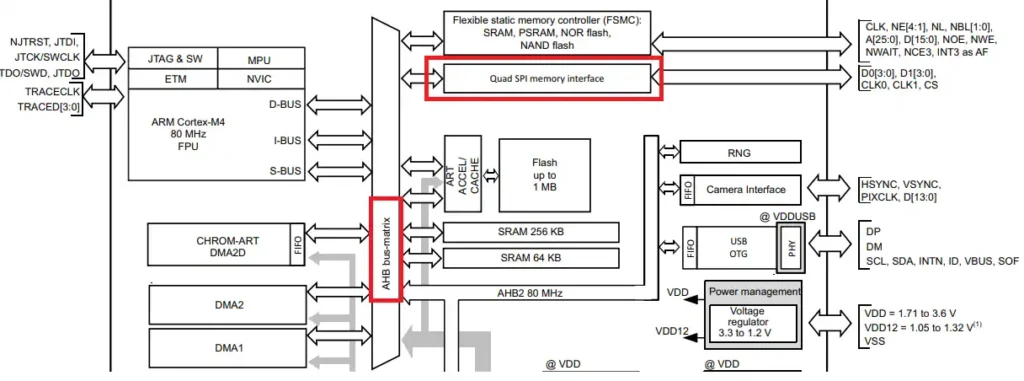 NJTRST, JTDI,
JTCK/SWCLK
TDO/SWD, JTDO
TRACECLK
TRACED[3:0]
JTAG & SW
MPU
ETM
NVIC
ARM Cortex-M4
80 MHz
FPU
D-BUS
I-BUS
S-BUS
CHROM-ART
DMA2D
FIFO
DMA2
DMA1
AHB bus-matrix
Flexible static memory controller (FSMC):
SRAM, PSRAM, NOR flash,
NAND flash
Quad SPI memory interface
ART
ACCEL/
CACHE
Flash
up to
1 MB
SRAM 256 KB
SRAM 64 KB
AHB2 80 MHz
RNG
FIFO
Camera Interface
@ VDDUSB
FIFO
USB
OTG
PHY
VDD
Power management
Voltage
regulator
3.3 to 1.2 V
VDD12
@ VDD
@ VDD
CLK, NE[4:1], NL, NBL[1:0],
A[25:0], D[15:0], NOE, NWE,
NWAIT, NCE3, INT3 as AF
D0[3:0], D1[3:0],
CLK0, CLK1, CS
HSYNC, VSYNC,
PIXCLK, D[13:0]
DP
DM
SCL, SDA, INTN, ID, VBUS, SOF
VDD = 1.71 to 3.6 V
VDD12 = 1.05 to 1.32 V(1)
VSS